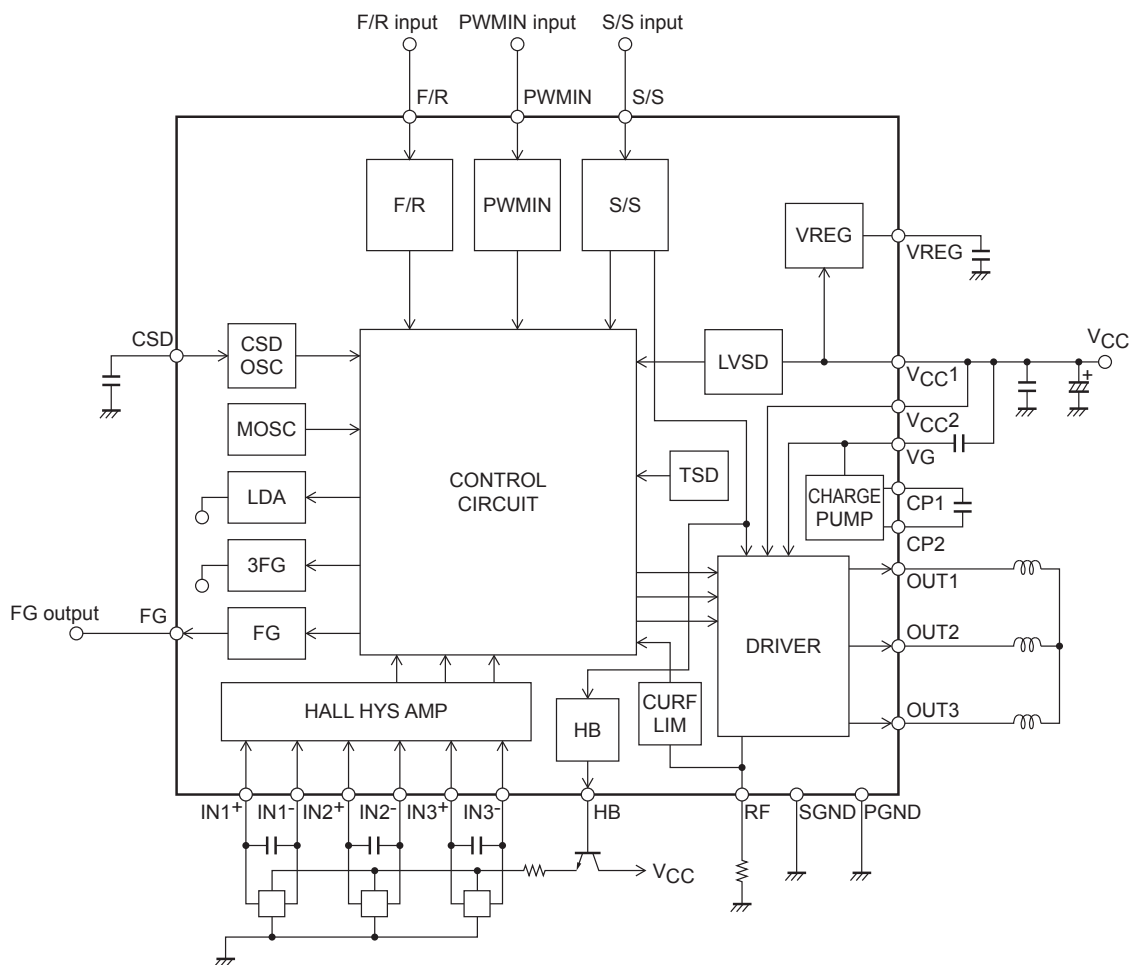 F/R input PWMIN input S/S input
F/R PWMIN S/S
F/R PWMIN S/S
VREG
VREG
CSD
CSD
OSC
LVSD
VCC
VCC1
VCC2
MOSC
VG
CONTROL
CIRCUIT
TSD
LDA
CHARGE
PUMP
CP1
CP2
3FG
OUT1
FG output
FG
FG
DRIVER
OUT2
HALL HYS AMP
HB
CURF
LIM
OUT3
IN1+ IN1- IN2+ IN2- IN3+ IN3- HB RF SGND PGND
VCC
+